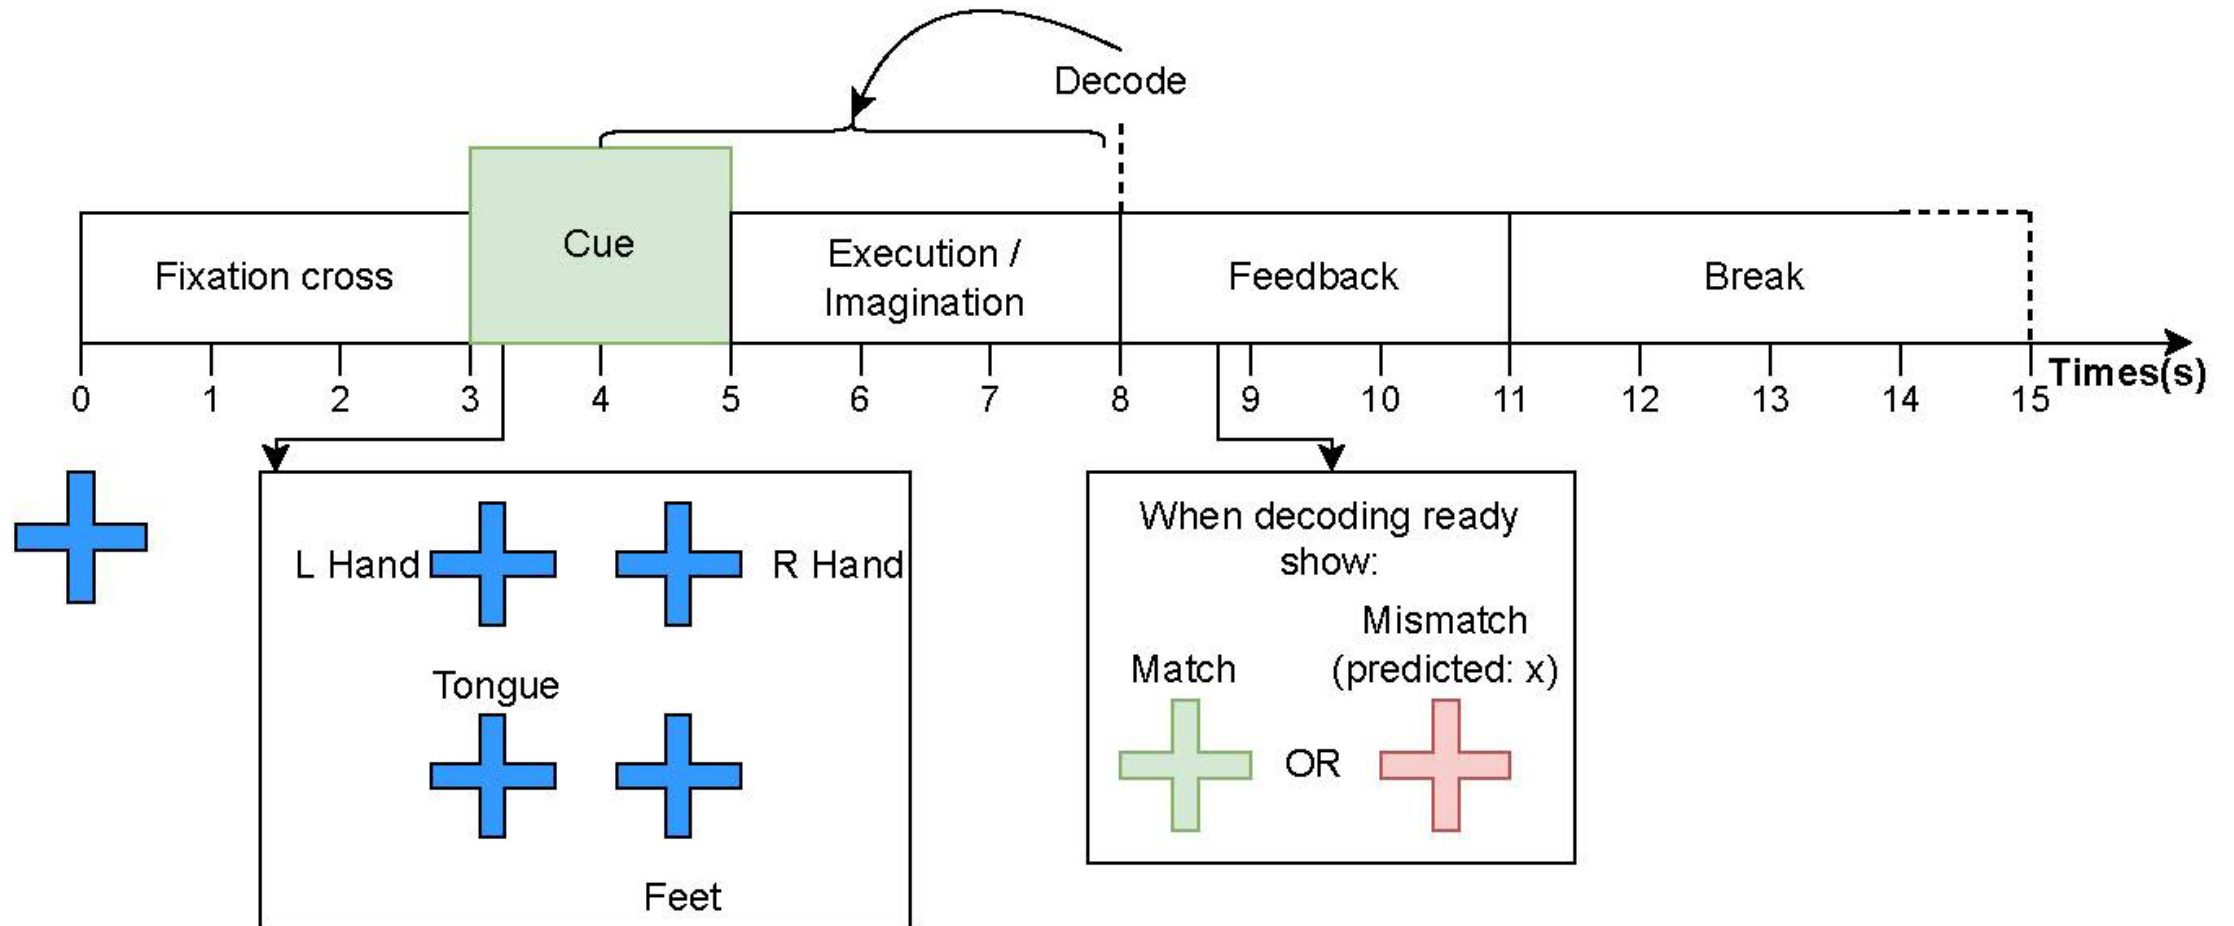 Decode
Cue
Fixation cross
Execution /
Imagination
Feedback
Break
0 1 2 3 4 5 6 7 8 9 10 11 12 13 14 15
Times(s)
L Hand
R Hand
Tongue
Feet
When decoding ready
show:
Mismatch
Match
(predicted: x)
OR